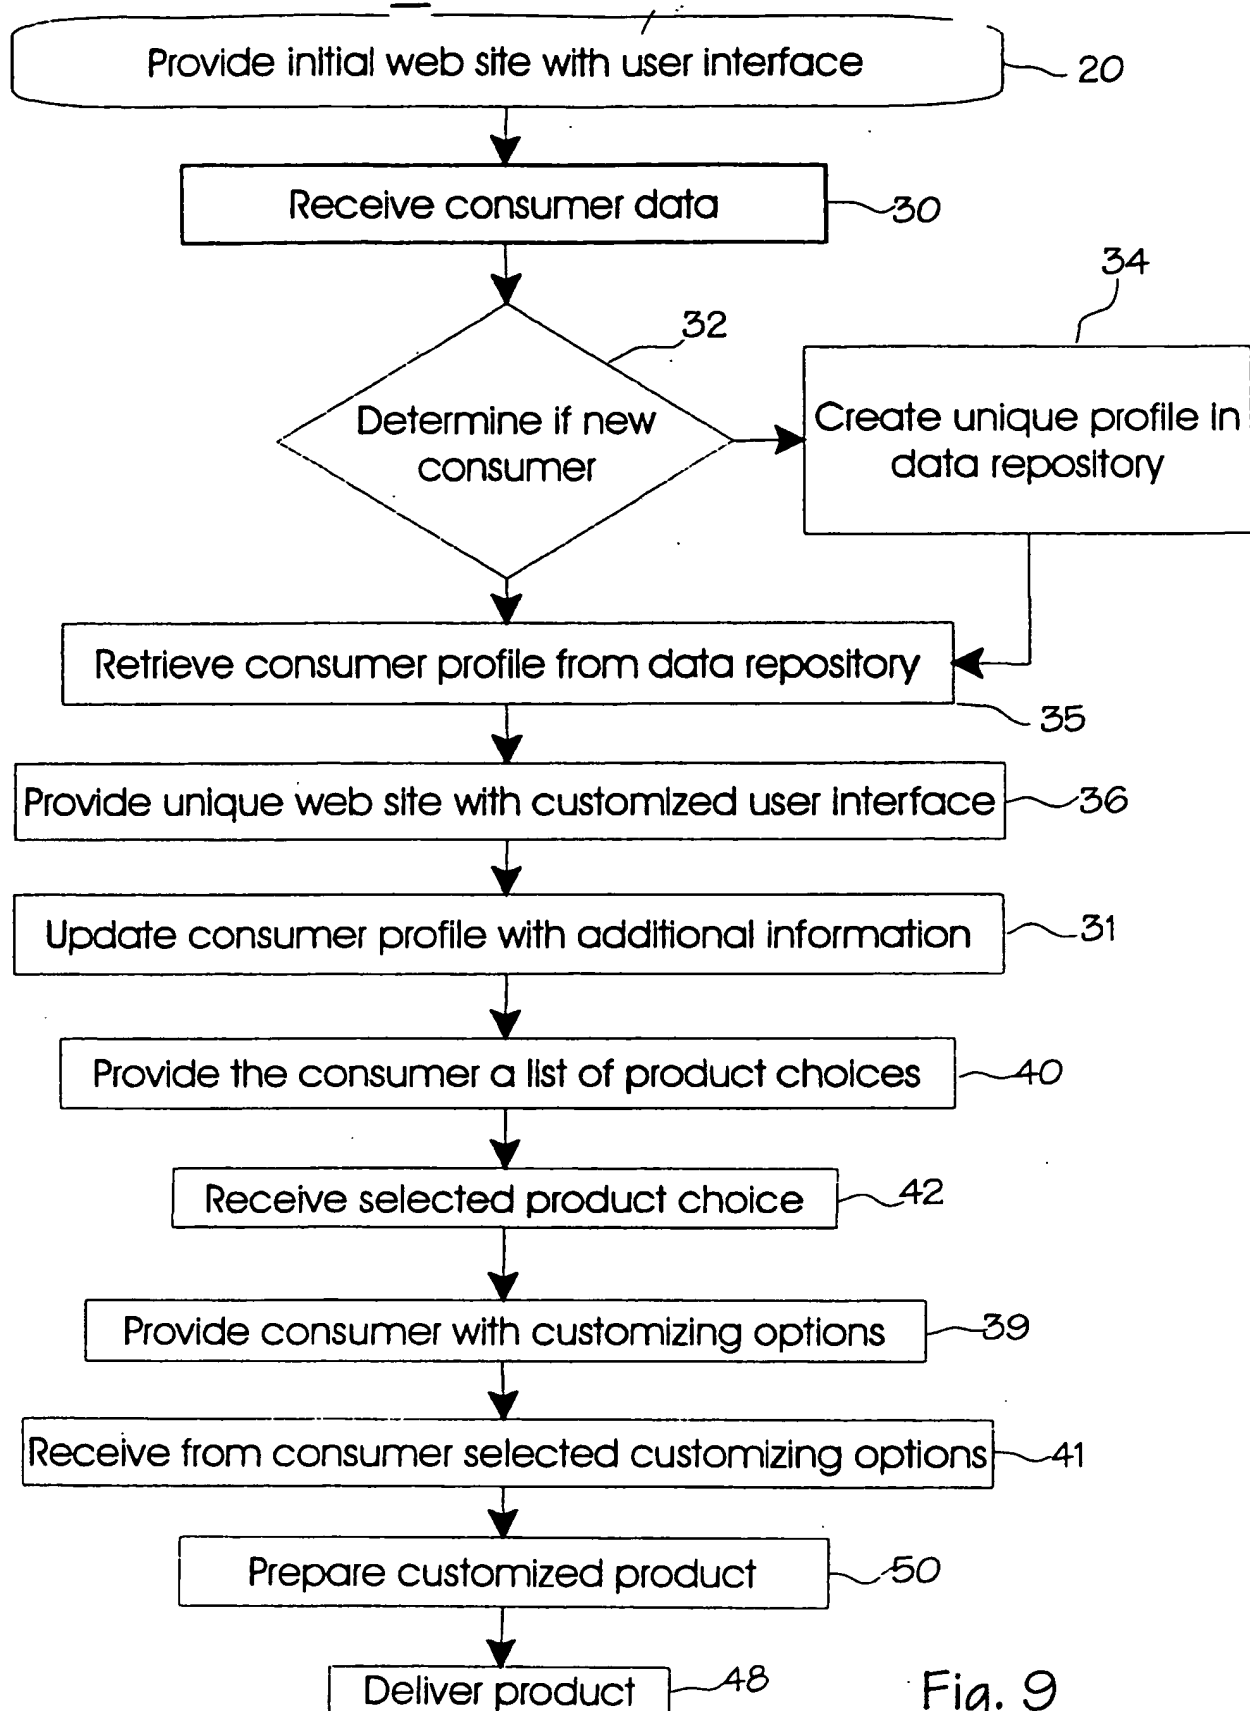 Provide initial web site with user interface
20
Receive consumer data
30
34
32
Determine if new
consumer
Create unique profile in
data repository
Retrieve consumer profile from data repository
35
Provide unique web site with customized user interface
36
Update consumer profile with additional information
31
Provide the consumer a list of product choices
40
Receive selected product choice
42
Provide consumer with customizing options
39
Receive from consumer selected customizing options
41
Prepare customized product
50
Deliver product
48
Fig. 9